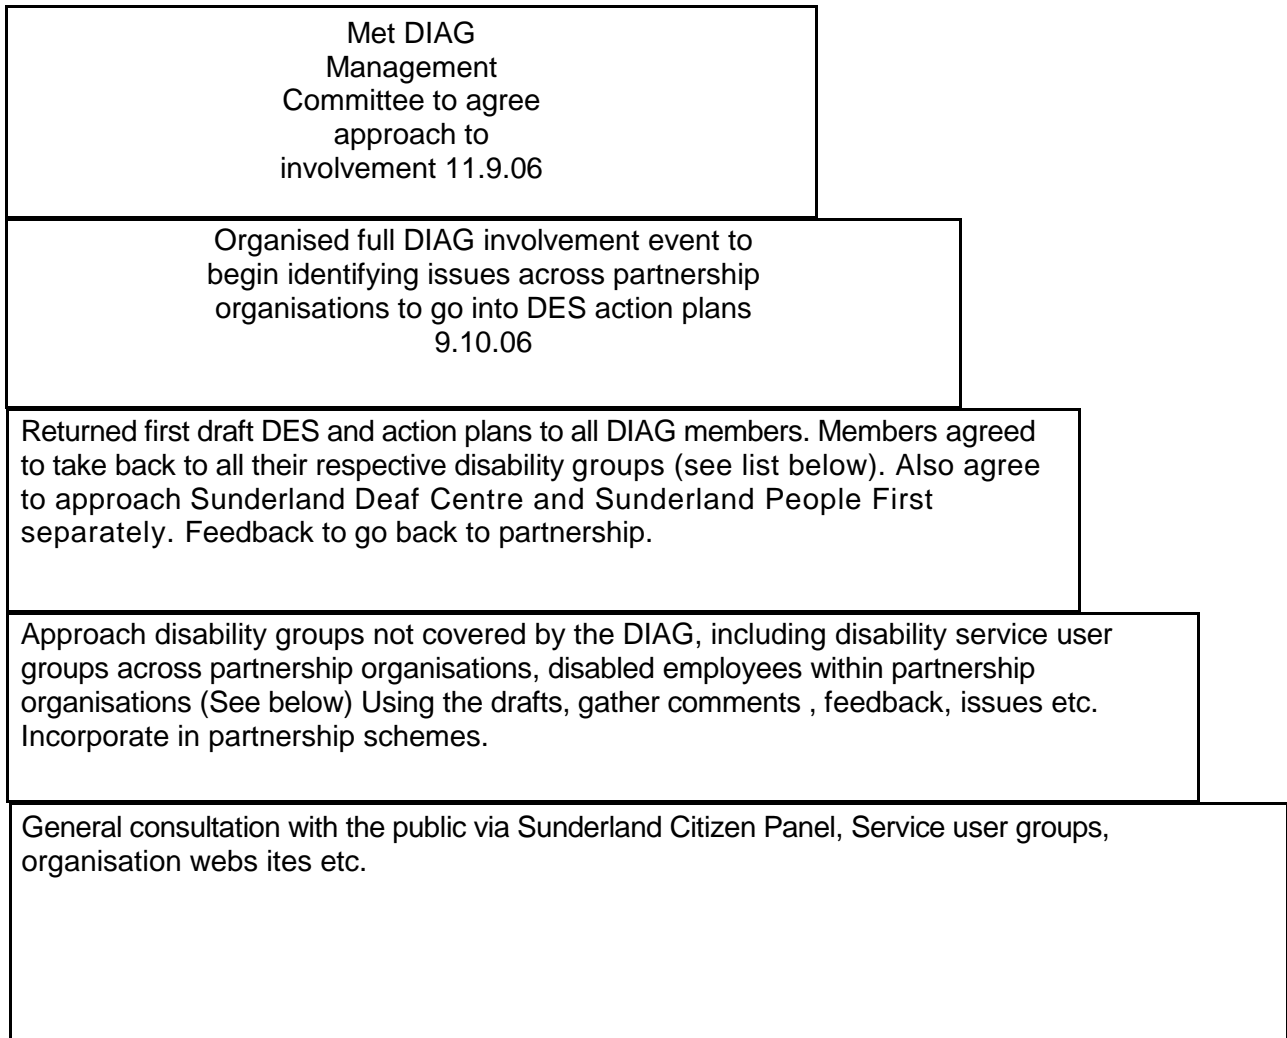 Met DIAG
Management
Committee to agree
approach to
involvement 11.9.06
Organised full DIAG involvement event to
begin identifying issues across partnership
organisations to go into DES action plans
9.10.06
Returned first draft DES and action plans to all DIAG members. Members agreed
to take back to all their respective disability groups (see list below). Also agree
to approach Sunderland Deaf Centre and Sunderland People First
separately. Feedback to go back to partnership.
Approach disability groups not covered by the DIAG, including disability service user
groups across partnership organisations, disabled employees within partnership
organisations (See below) Using the drafts, gather comments , feedback, issues etc.
Incorporate in partnership schemes.
General consultation with the public via Sunderland Citizen Panel, Service user groups,
organisation webs ites etc.